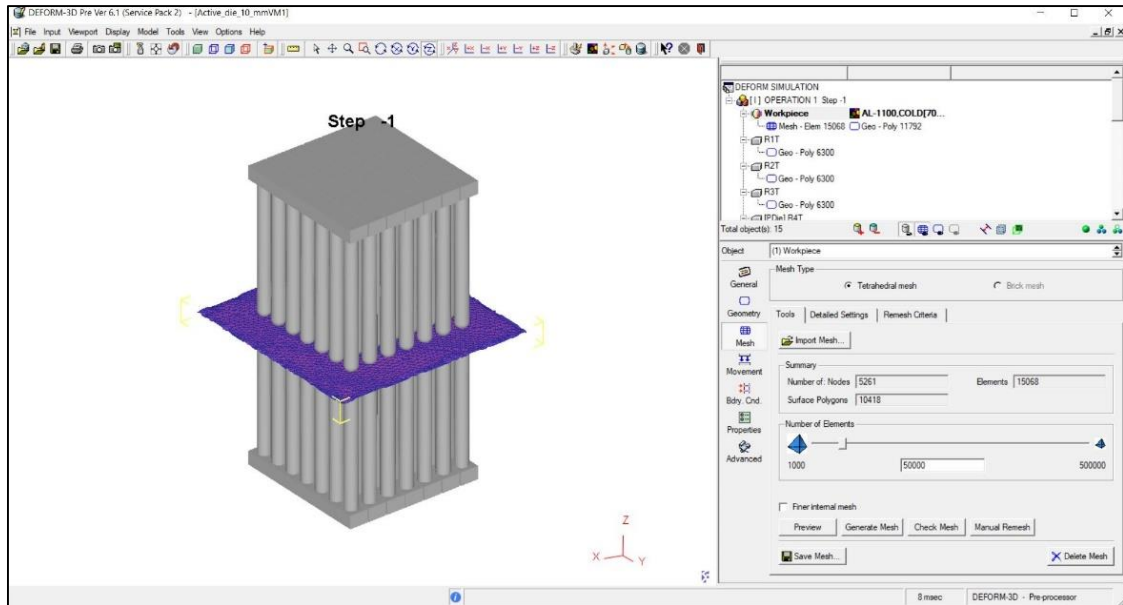 DEFORM-3D Pre Ver 6.1 (Service Pack 2) - [Active_die_10_mmVM1]
File Input Viewport Display Model Tools View Options Help
Step -1
Z
X
Y
DEFORM SIMULATION
[1] OPERATION 1 Step -1
Workpiece AL-1100,COLD[70...
Mesh - Elem 15068 Geo - Poly 11792
R1T
Geo - Poly 6300
R2T
Geo - Poly 6300
R3T
Geo - Poly 6300
[PDie] R4T
Total object(s): 15
Object (1) Workpiece
General
Geometry
Mesh
Movement
Bdry. Cnd.
Properties
Advanced
Mesh Type
Tetrahedral mesh Brick mesh
Tools Detailed Settings Remesh Criteria
Import Mesh...
Summary
Number of: Nodes 5261 Elements 15068
Surface Polygons 10418
Number of Elements
1000 50000 500000
Finer internal mesh
Preview Generate Mesh Check Mesh Manual Remesh
Save Mesh... Delete Mesh
8 msec DEFORM-3D - Pre-processor